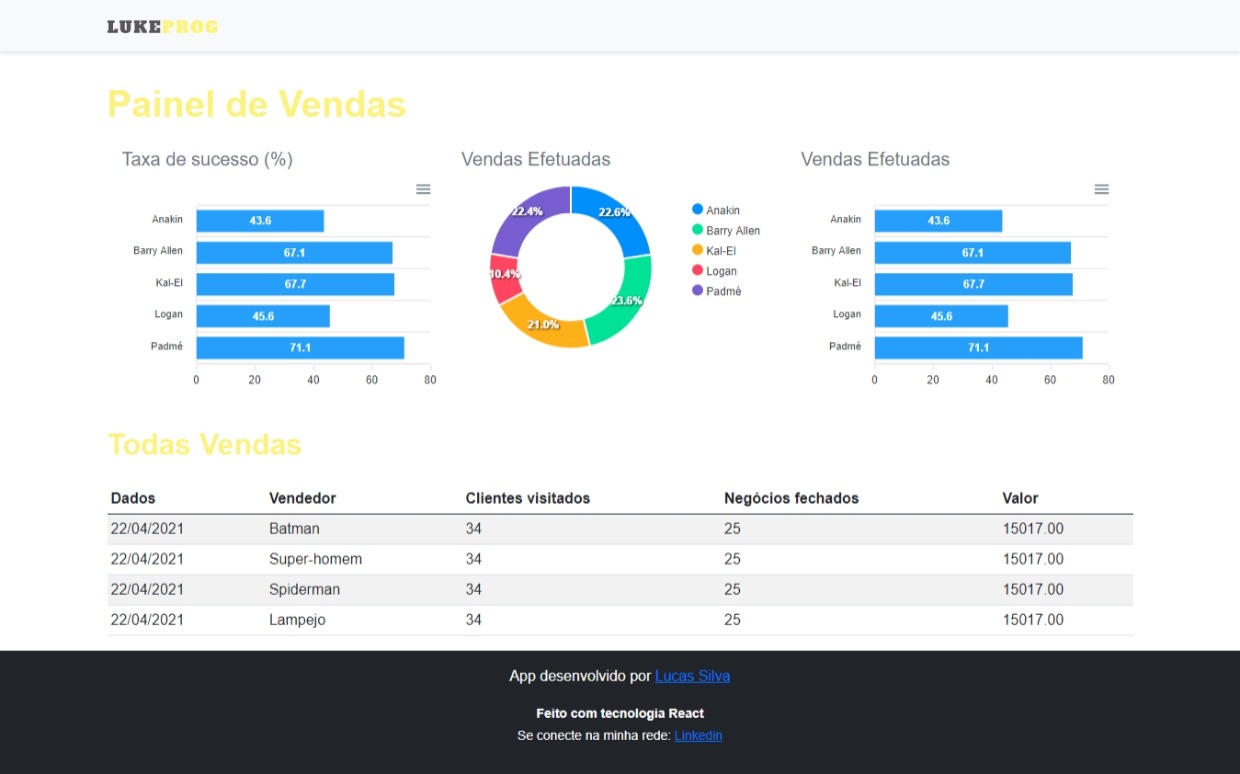 LUKEPROG
Painel de Vendas
Taxa de sucesso (%)
Anakin 43.6
Barry Allen 67.1
Kal-El 67.7
Logan 45.6
Padmé 71.1
0 20 40 60 80
Vendas Efetuadas
22.4% 22.6%
10.4%
23.6%
21.0%
Anakin
Barry Allen
Kal-El
Logan
Padmé
Vendas Efetuadas
Anakin 43.6
Barry Allen 67.1
Kal-El 67.7
Logan 45.6
Padmé 71.1
0 20 40 60 80
Todas Vendas
Dados Vendedor Clientes visitados Negócios fechados Valor
22/04/2021 Batman 34 25 15017.00
22/04/2021 Super-homem 34 25 15017.00
22/04/2021 Spiderman 34 25 15017.00
22/04/2021 Lampejo 34 25 15017.00
App desenvolvido por Lucas Silva
Feito com tecnologia React
Se conecte na minha rede: Linkedin